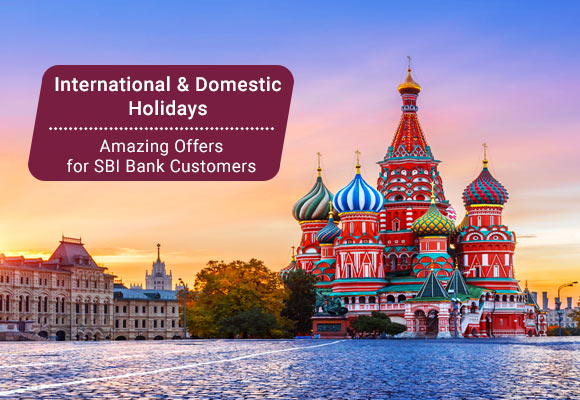 International & Domestic
Holidays
Amazing Offers
for SBI Bank Customers